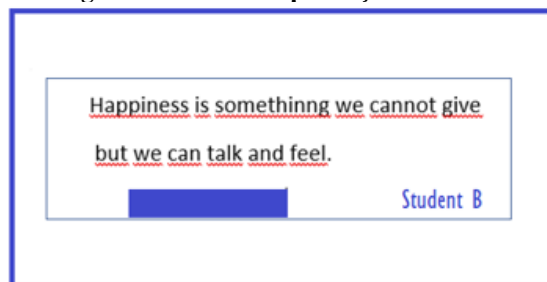 Happiness is somethinng we cannot give
but we can talk and feel.
Student B